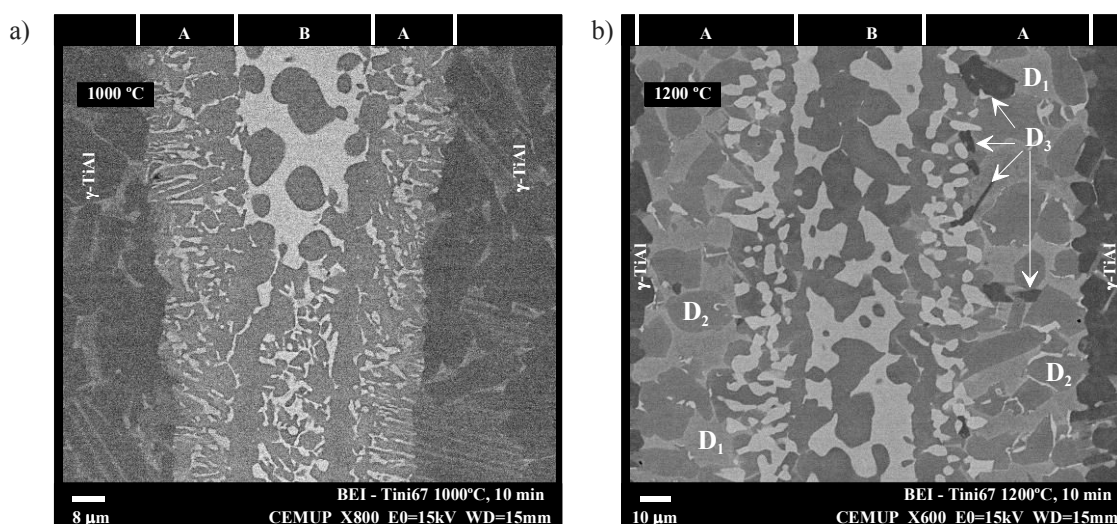 a)
A B A
1000 ºC
γ-TiAl
γ-TiAl
BEI - Tini67 1000ºC, 10 min
8 µm
CEMUP X800 E0=15kV WD=15mm
b)
A B A
1200 ºC
D1
D3
γ-TiAl
γ-TiAl
D2
D2
D1
BEI - Tini67 1200ºC, 10 min
10 µm
CEMUP X600 E0=15kV WD=15mm